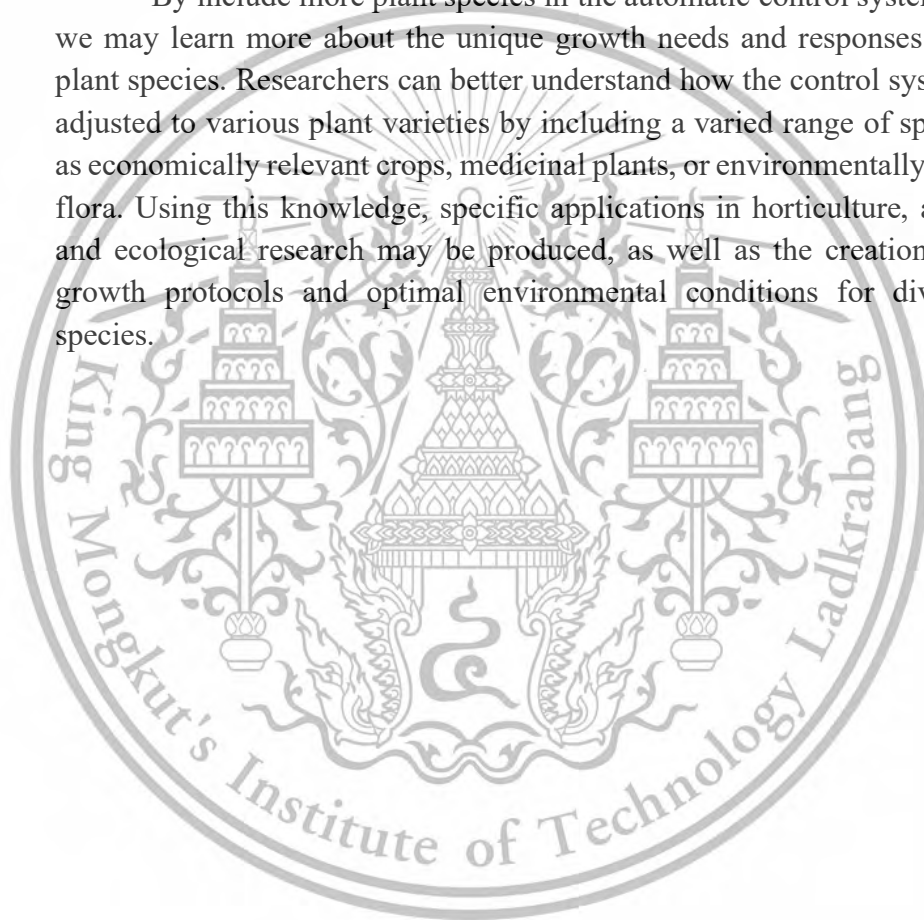 By include more plant species in the automatic control system
we may learn more about the unique growth needs and responses
plant species. Researchers can better understand how the control sys
adjusted to various plant varieties by including a varied range of sp
as economically relevant crops, medicinal plants, or environmentally
flora. Using this knowledge, specific applications in horticulture, a
and ecological research may be produced, as well as the creation
growth protocols and optimal environmental conditions for div
species.
King Mongkut's Institute of Technology Ladkrabang